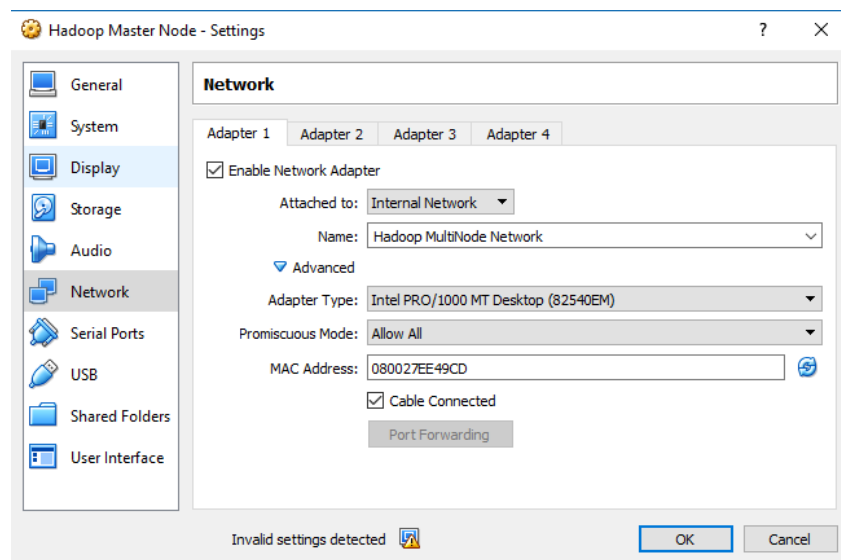 Hadoop Master Node - Settings
?
General
System
Display
Storage
Audio
Network
Serial Ports
USB
Shared Folders
User Interface
Network
Adapter 1 Adapter 2 Adapter 3 Adapter 4
Enable Network Adapter
Attached to: Internal Network
Name: Hadoop MultiNode Network
Advanced
Adapter Type: Intel PRO/1000 MT Desktop (82540EM)
Promiscuous Mode: Allow All
MAC Address: 080027EE49CD
Cable Connected
Port Forwarding
Invalid settings detected
OK Cancel